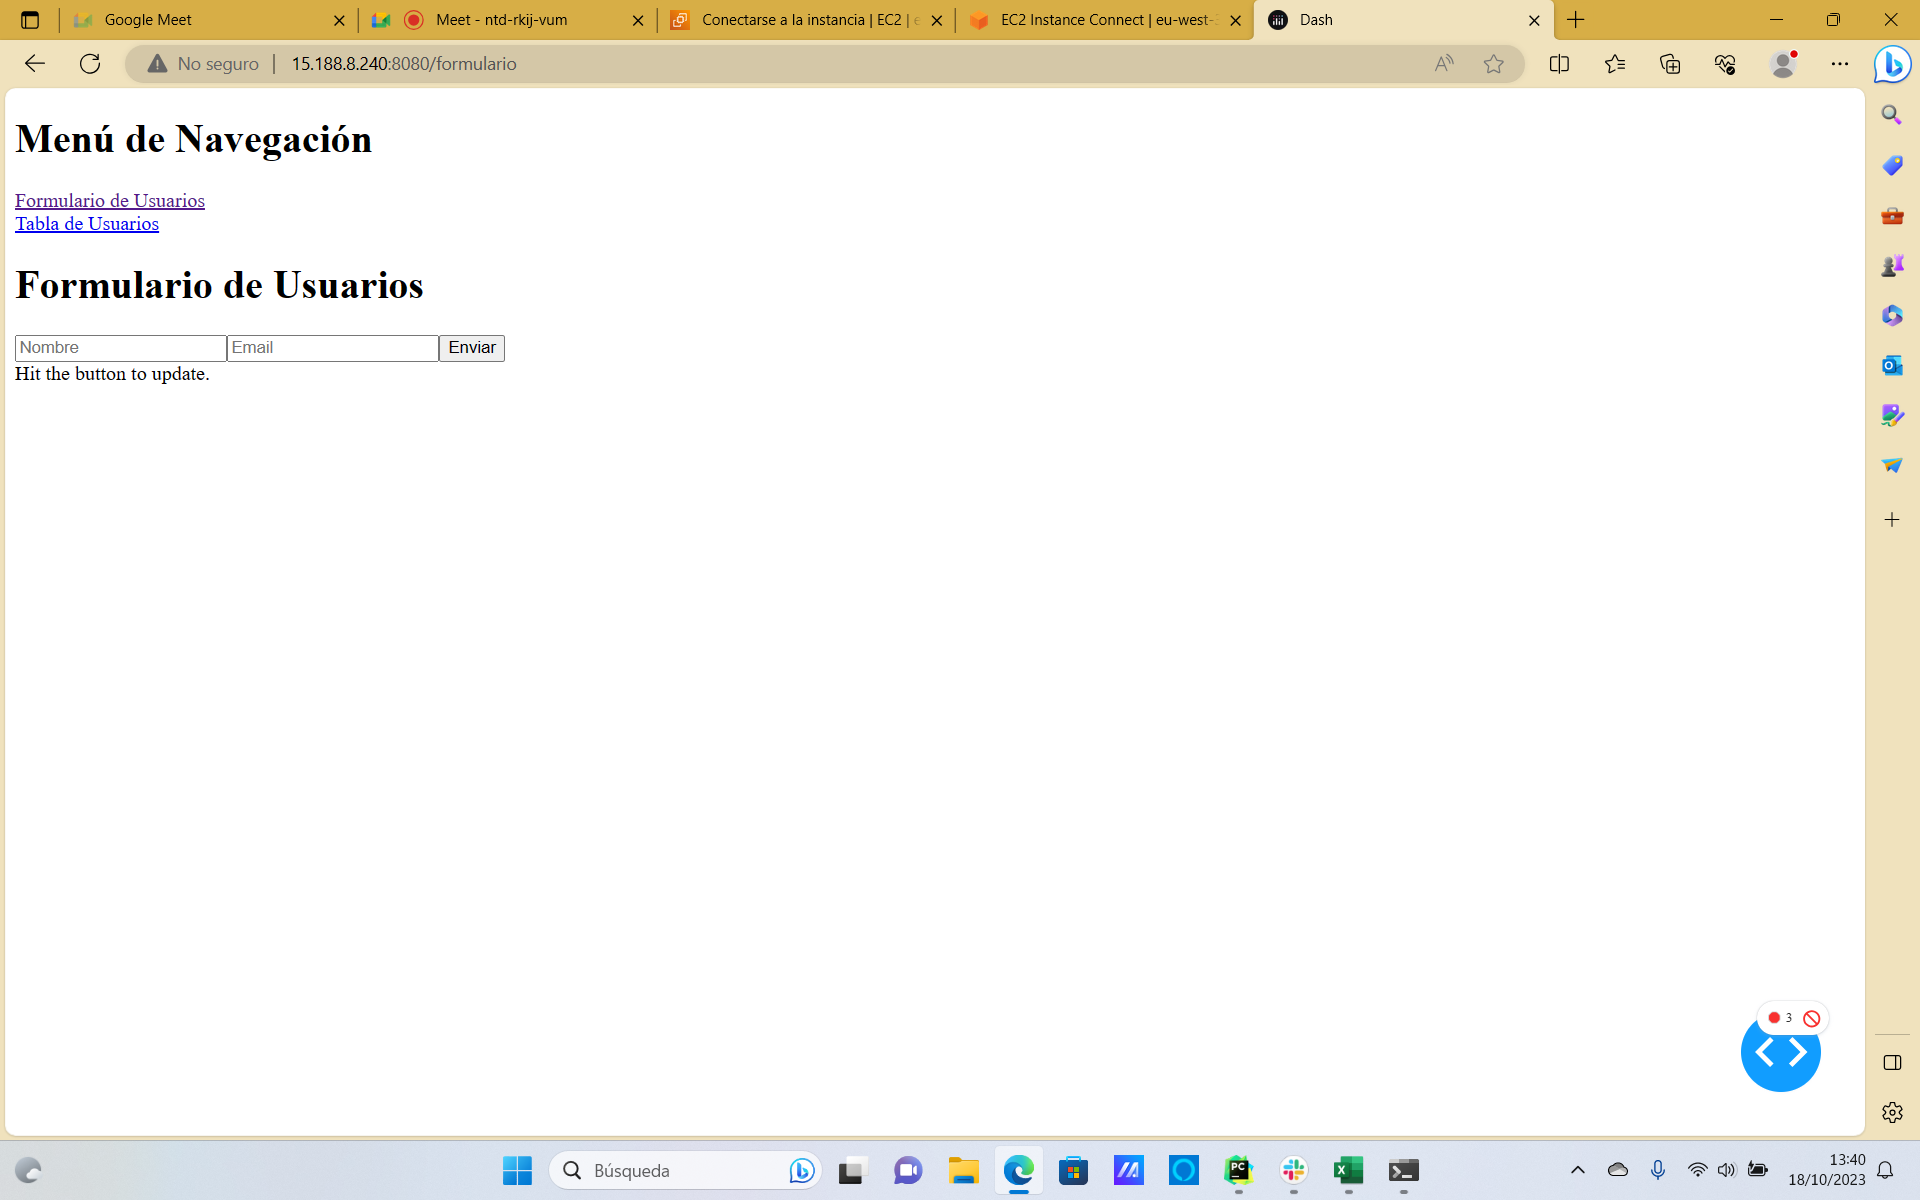 Google Meet
Meet - ntd-rkij-vum
Conectarse a la instancia | EC2 | e
EC2 Instance Connect | eu-west-3
Dash
No seguro
15.188.8.240:8080/formulario
Menú de Navegación
Formulario de Usuarios
Tabla de Usuarios
Formulario de Usuarios
Nombre
Email
Enviar
Hit the button to update.
3
Búsqueda
PC
13:40
18/10/2023